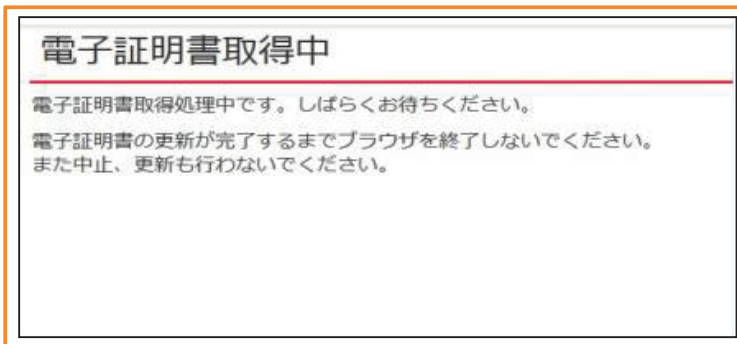 電子証明書取得中
電子証明書取得処理中です。しばらくお待ちください。
電子証明書の更新が完了するまでブラウザを終了しないでください。
また中止、更新も行わないでください。